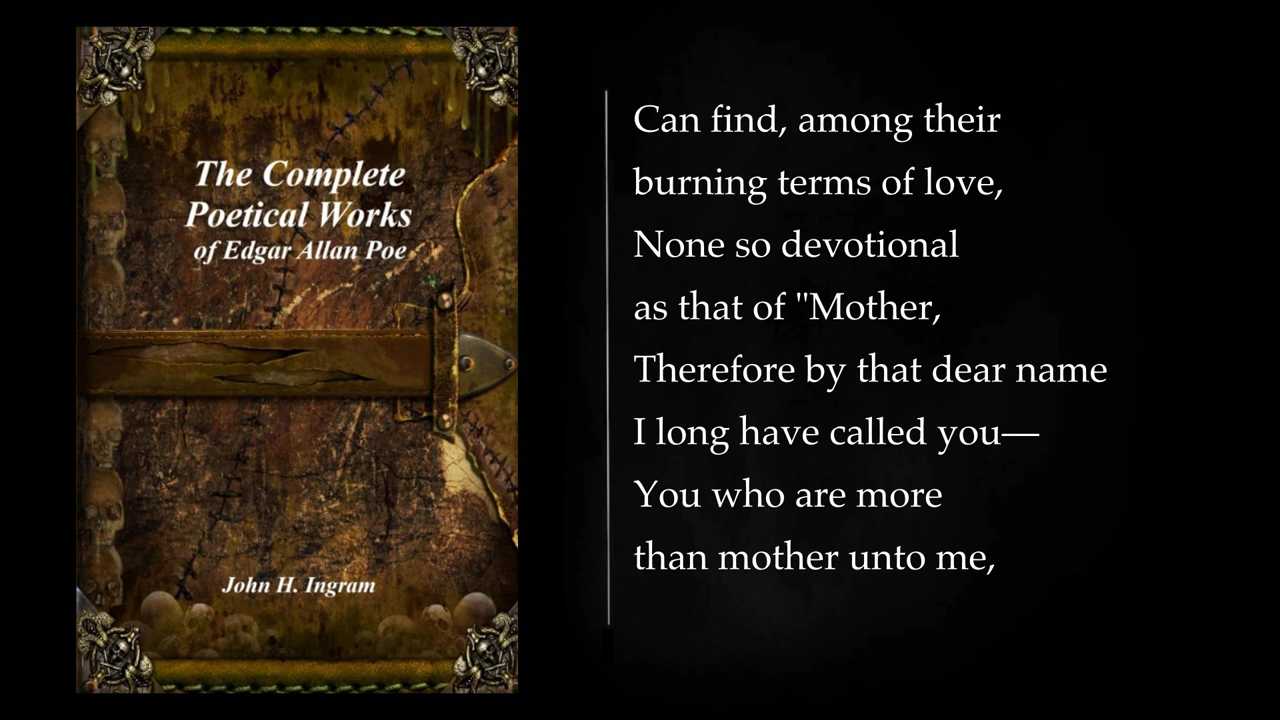 The Complete
Poetical Works
of Edgar Allan Poe
John H. Ingram
Can find, among their
burning terms of love,
None so devotional
as that of "Mother,
Therefore by that dear name
I long have called you—
You who are more
than mother unto me,